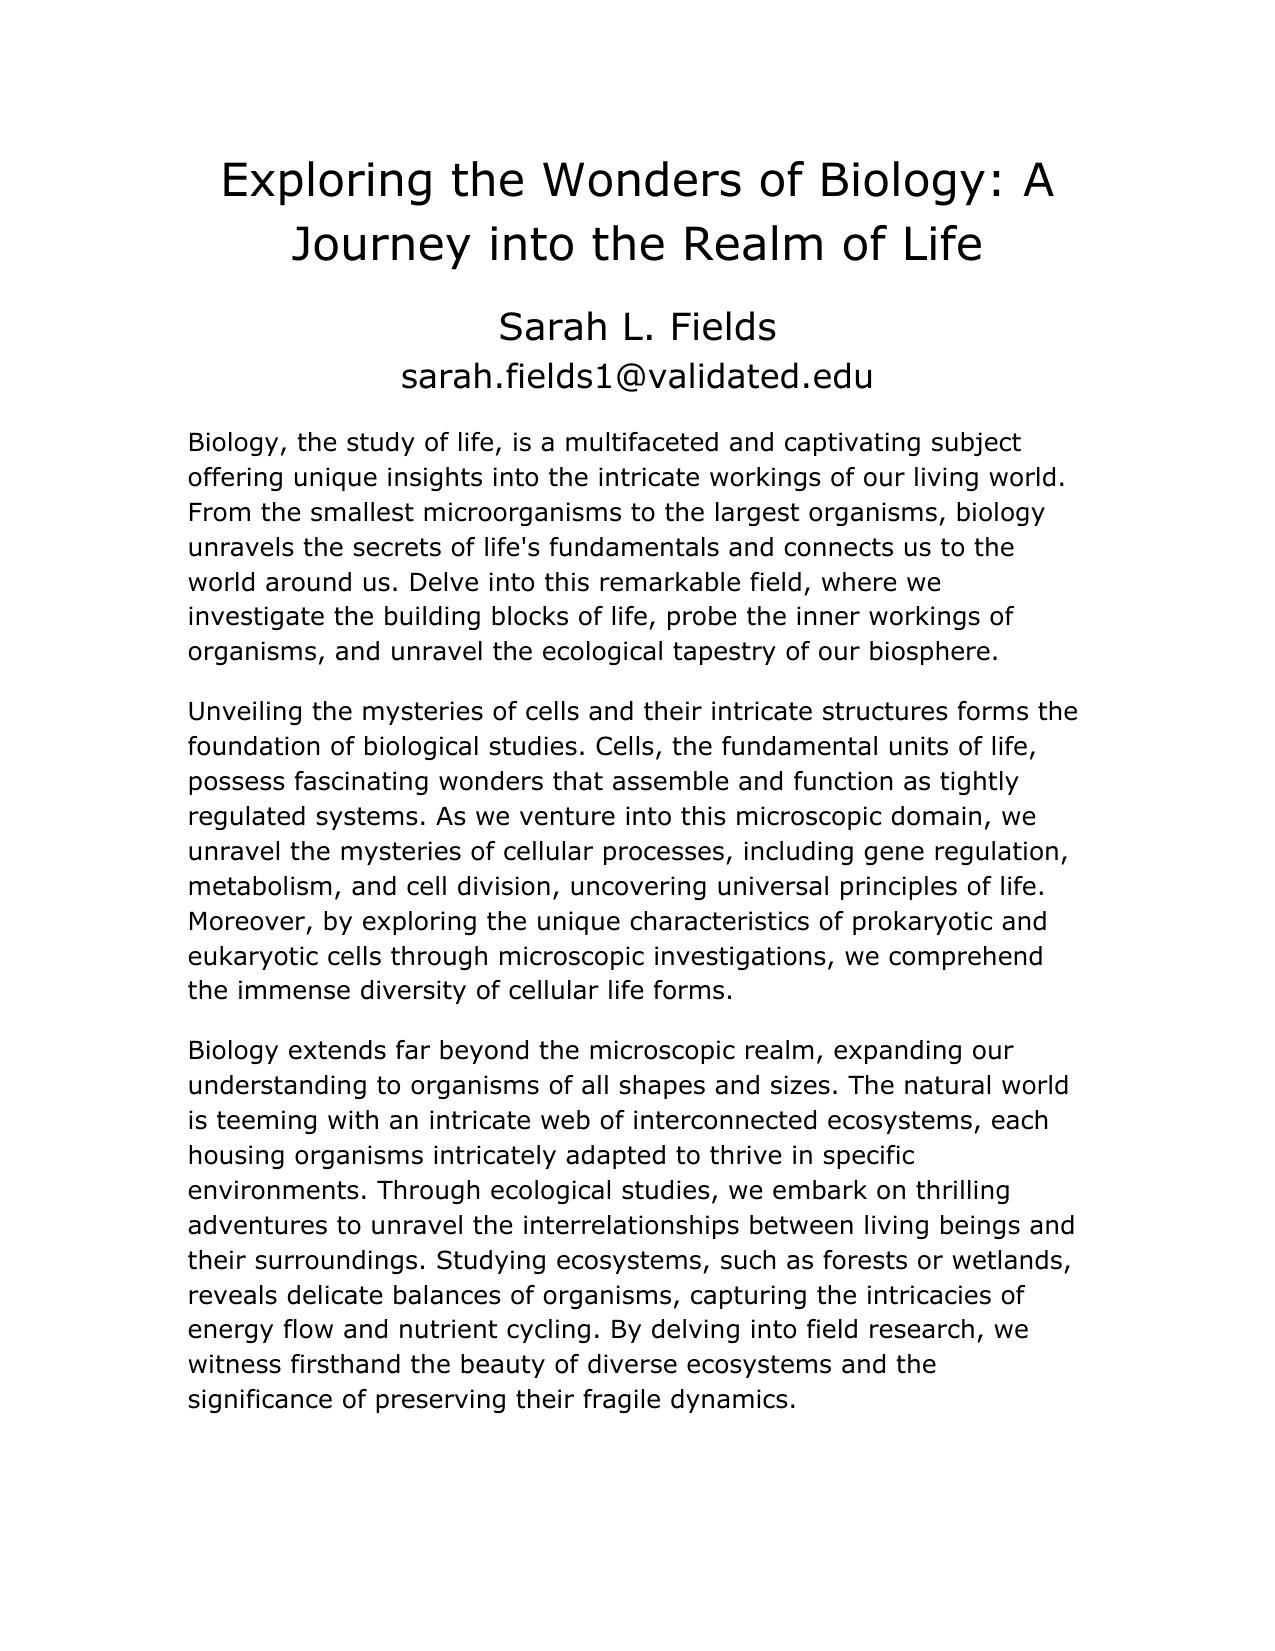 Exploring the Wonders of Biology: A
Journey into the Realm of Life
Sarah L. Fields
sarah.fields1@validated.edu
Biology, the study of life, is a multifaceted and captivating subject
offering unique insights into the intricate workings of our living world.
From the smallest microorganisms to the largest organisms, biology
unravels the secrets of life's fundamentals and connects us to the
world around us. Delve into this remarkable field, where we
investigate the building blocks of life, probe the inner workings of
organisms, and unravel the ecological tapestry of our biosphere.
Unveiling the mysteries of cells and their intricate structures forms the
foundation of biological studies. Cells, the fundamental units of life,
possess fascinating wonders that assemble and function as tightly
regulated systems. As we venture into this microscopic domain, we
unravel the mysteries of cellular processes, including gene regulation,
metabolism, and cell division, uncovering universal principles of life.
Moreover, by exploring the unique characteristics of prokaryotic and
eukaryotic cells through microscopic investigations, we comprehend
the immense diversity of cellular life forms.
Biology extends far beyond the microscopic realm, expanding our
understanding to organisms of all shapes and sizes. The natural world
is teeming with an intricate web of interconnected ecosystems, each
housing organisms intricately adapted to thrive in specific
environments. Through ecological studies, we embark on thrilling
adventures to unravel the interrelationships between living beings and
their surroundings. Studying ecosystems, such as forests or wetlands,
reveals delicate balances of organisms, capturing the intricacies of
energy flow and nutrient cycling. By delving into field research, we
witness firsthand the beauty of diverse ecosystems and the
significance of preserving their fragile dynamics.